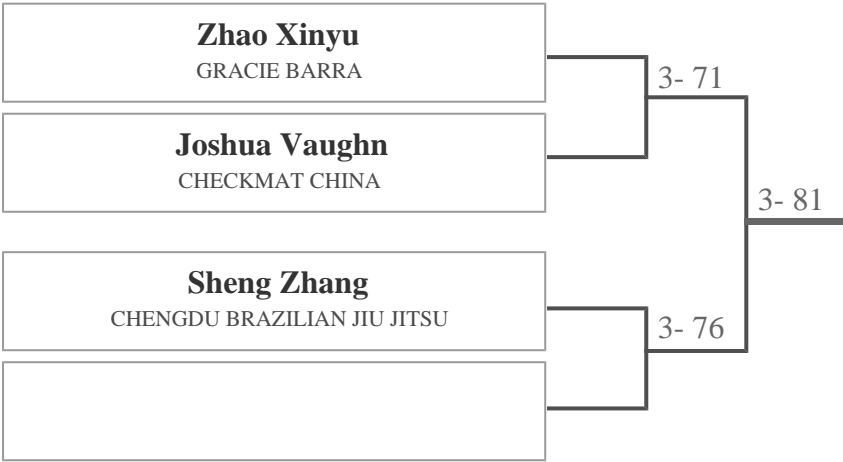 Zhao Xinyu
GRACIE BARRA
3- 71
Joshua Vaughn
CHECKMAT CHINA
3- 81
Sheng Zhang
CHENGDU BRAZILIAN JIU JITSU
3- 76